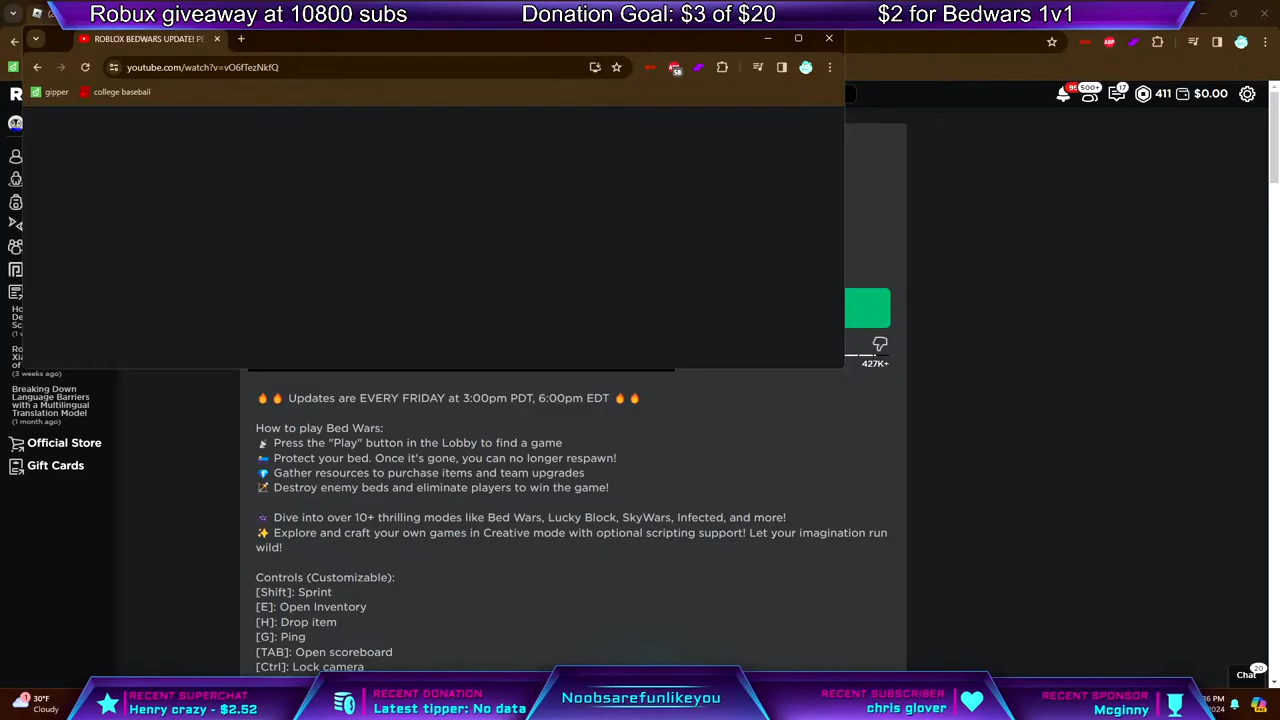 Robux giveaway at 10800 subs
Donation Goal: $3 of $20
$2 for Bedwars 1v1
ROBLOX BEDWARS UPDATE!
youtube.com/watch?v=vO6fTezNkfQ
58
gipper
college baseball
500+
17
411
$0.00
427K+
(3 weeks ago)
Breaking Down
Language Barriers
with a Multilingual
Translation Model
(1 month ago)
Official Store
Gift Cards
🔥🔥 Updates are EVERY FRIDAY at 3:00pm PDT, 6:00pm EDT 🔥🔥
How to play Bed Wars:
Press the "Play" button in the Lobby to find a game
Protect your bed. Once it's gone, you can no longer respawn!
Gather resources to purchase items and team upgrades
Destroy enemy beds and eliminate players to win the game!
Dive into over 10+ thrilling modes like Bed Wars, Lucky Block, SkyWars, Infected, and more!
✨ Explore and craft your own games in Creative mode with optional scripting support! Let your imagination run
wild!
Controls (Customizable):
[Shift]: Sprint
[E]: Open Inventory
[H]: Drop item
[G]: Ping
[TAB]: Open scoreboard
[Ctrl]: Lock camera
20
Chat
1
30°F
Cloudy
RECENT SUPERCHAT
Henry crazy - $2.52
RECENT DONATION
Latest tipper: No data
Noobsarefunlikeyou
RECENT SUBSCRIBER
chris glover
RECENT SPONSOR
Mcginny